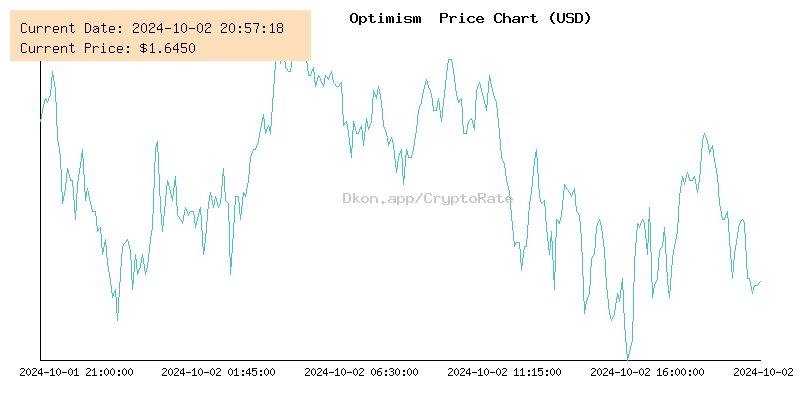 Optimism  Price Chart (USD)
Current Date: 2024-10-02 20:57:18
Current Price: $1.6450
Dkon.app/CryptoRate
2024-10-01 21:00:00 2024-10-02 01:45:00 2024-10-02 06:30:00 2024-10-02 11:15:00 2024-10-02 16:00:00 2024-10-02